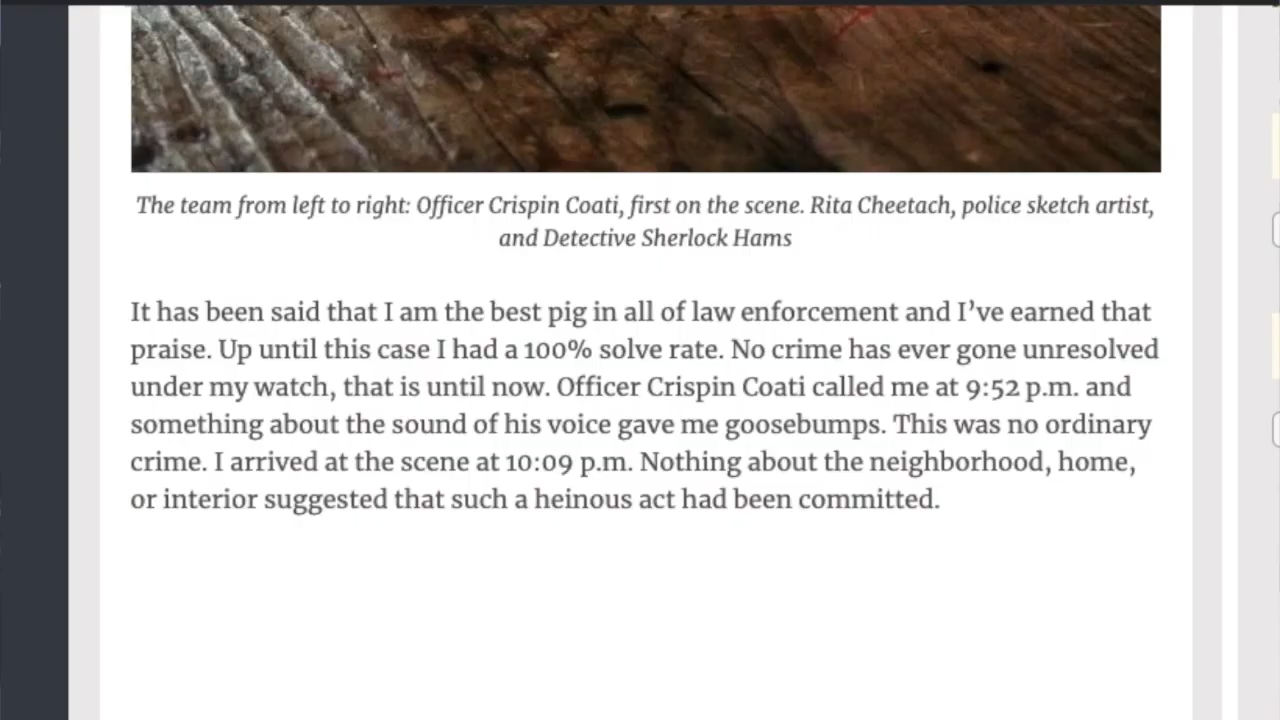 The team from left to right: Officer Crispin Coati, first on the scene. Rita Cheetach, police sketch artist,
and Detective Sherlock Hams
It has been said that I am the best pig in all of law enforcement and I’ve earned that
praise. Up until this case I had a 100% solve rate. No crime has ever gone unresolved
under my watch, that is until now. Officer Crispin Coati called me at 9:52 p.m. and
something about the sound of his voice gave me goosebumps. This was no ordinary
crime. I arrived at the scene at 10:09 p.m. Nothing about the neighborhood, home,
or interior suggested that such a heinous act had been committed.